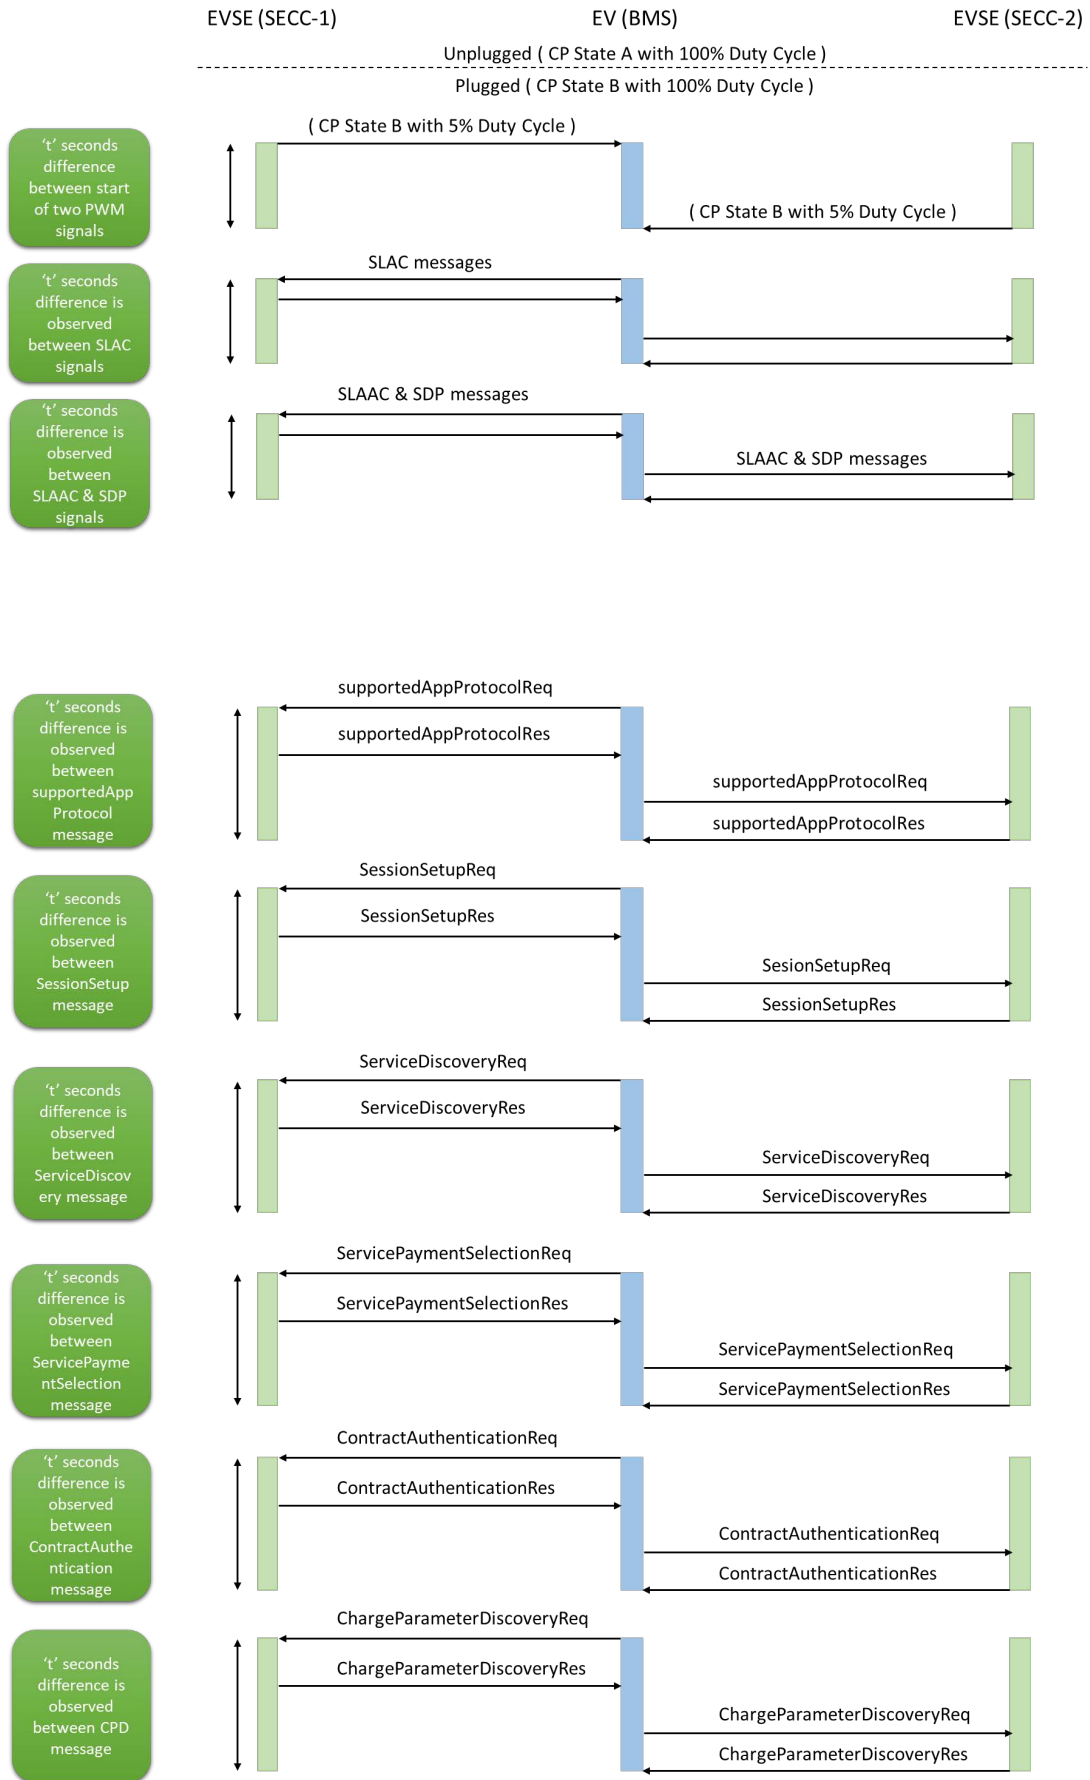 EVSE (SECC-1)
EV (BMS)
EVSE (SECC-2)
Unplugged ( CP State A with 100% Duty Cycle )
Plugged ( CP State B with 100% Duty Cycle )
‘t’ seconds
difference
between start
of two PWM
signals
( CP State B with 5% Duty Cycle )
( CP State B with 5% Duty Cycle )
‘t’ seconds
difference is
observed
between SLAC
signals
SLAC messages
‘t’ seconds
difference is
observed
between
SLAAC & SDP
signals
SLAAC & SDP messages
SLAAC & SDP messages
‘t’ seconds
difference is
observed
between
supportedApp
Protocol
message
supportedAppProtocolReq
supportedAppProtocolRes
supportedAppProtocolReq
supportedAppProtocolRes
‘t’ seconds
difference is
observed
between
SessionSetup
message
SessionSetupReq
SessionSetupRes
SesionSetupReq
SessionSetupRes
‘t’ seconds
difference is
observed
between
ServiceDiscov
ery message
ServiceDiscoveryReq
ServiceDiscoveryRes
ServiceDiscoveryReq
ServiceDiscoveryRes
‘t’ seconds
difference is
observed
between
ServicePayme
ntSelection
message
ServicePaymentSelectionReq
ServicePaymentSelectionRes
ServicePaymentSelectionReq
ServicePaymentSelectionRes
‘t’ seconds
difference is
observed
between
ContractAuthe
ntication
message
ContractAuthenticationReq
ContractAuthenticationRes
ContractAuthenticationReq
ContractAuthenticationRes
‘t’ seconds
difference is
observed
between CPD
message
ChargeParameterDiscoveryReq
ChargeParameterDiscoveryRes
ChargeParameterDiscoveryReq
ChargeParameterDiscoveryRes